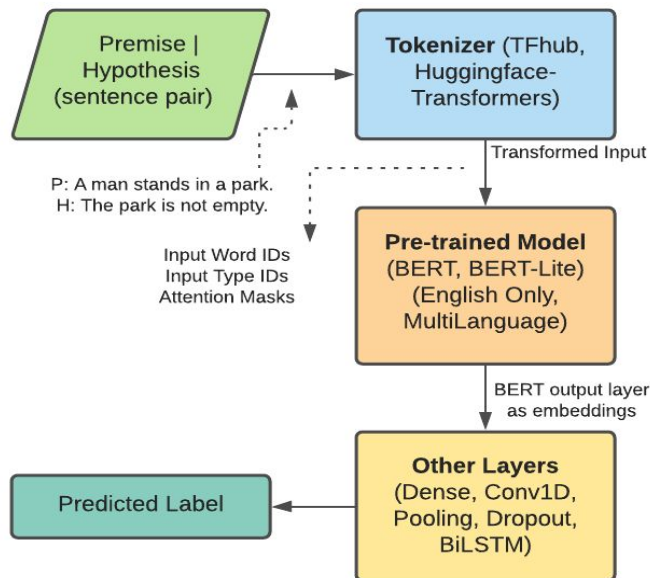 Premise |
Hypothesis
(sentence pair)
Tokenizer (TFhub,
Huggingface-
Transformers)
Transformed Input
P: A man stands in a park.
H: The park is not empty.
Input Word IDs
Input Type IDs
Attention Masks
Pre-trained Model
(BERT, BERT-Lite)
(English Only,
MultiLanguage)
BERT output layer
as embeddings
Other Layers
(Dense, Conv1D,
Pooling, Dropout,
BiLSTM)
Predicted Label